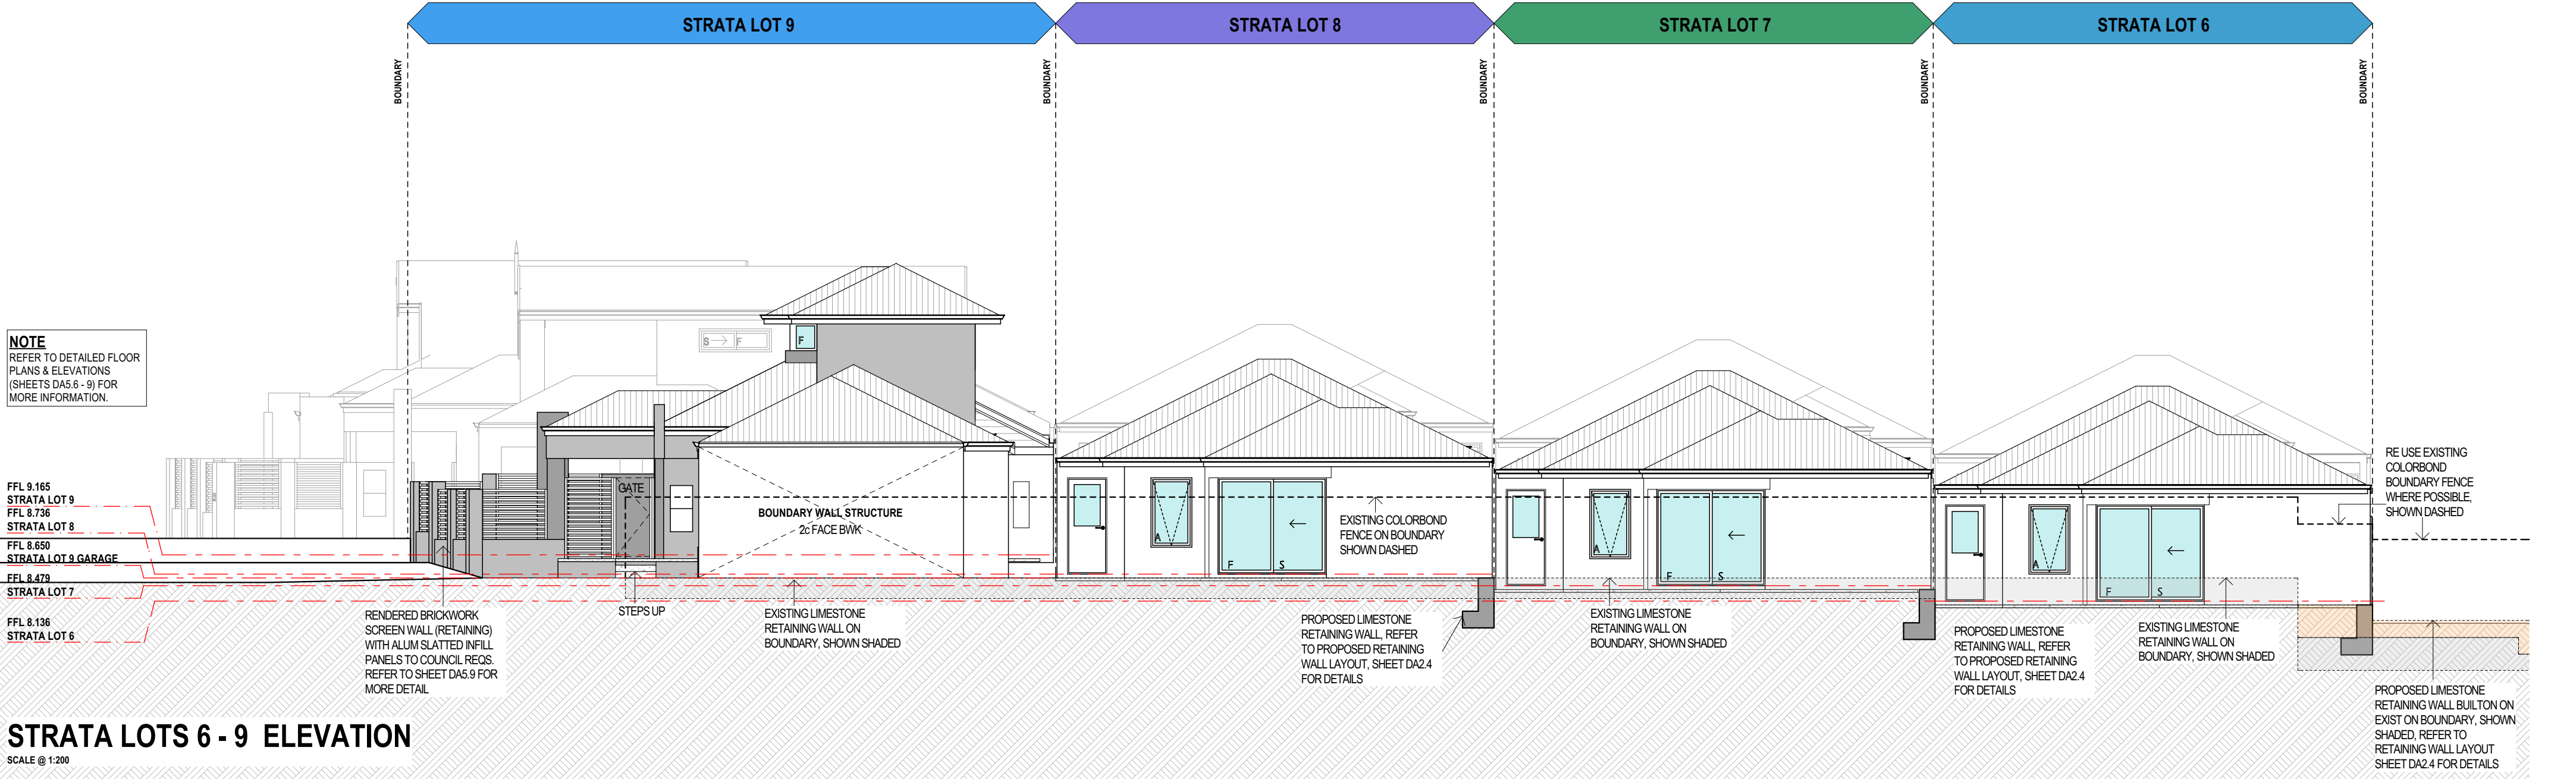 STRATA LOT 9
STRATA LOT 8
STRATA LOT 7
STRATA LOT 6
BOUNDARY
BOUNDARY
BOUNDARY
BOUNDARY
BOUNDARY
NOTE
REFER TO DETAILED FLOOR
PLANS & ELEVATIONS
(SHEETS DA5.6 - 9) FOR
MORE INFORMATION.
S
F
F
GATE
BOUNDARY WALL STRUCTURE
2c FACE BWK
A
F
S
EXISTING COLORBOND
FENCE ON BOUNDARY
SHOWN DASHED
A
F
S
A
F
S
RE USE EXISTING
COLORBOND
BOUNDARY FENCE
WHERE POSSIBLE,
SHOWN DASHED
FFL 9.165
STRATA LOT 9
FFL 8.736
STRATA LOT 8
FFL 8.650
STRATA LOT 9 GARAGE
FFL 8.479
STRATA LOT 7
FFL 8.136
STRATA LOT 6
RENDERED BRICKWORK
SCREEN WALL (RETAINING)
WITH ALUM SLATTED INFILL
PANELS TO COUNCIL REQS.
REFER TO SHEET DA5.9 FOR
MORE DETAIL
STEPS UP
EXISTING LIMESTONE
RETAINING WALL ON
BOUNDARY, SHOWN SHADED
PROPOSED LIMESTONE
RETAINING WALL, REFER
TO PROPOSED RETAINING
WALL LAYOUT, SHEET DA2.4
FOR DETAILS
EXISTING LIMESTONE
RETAINING WALL ON
BOUNDARY, SHOWN SHADED
PROPOSED LIMESTONE
RETAINING WALL, REFER
TO PROPOSED RETAINING
WALL LAYOUT, SHEET DA2.4
FOR DETAILS
EXISTING LIMESTONE
RETAINING WALL ON
BOUNDARY, SHOWN SHADED
PROPOSED LIMESTONE
RETAINING WALL BUILTON ON
EXIST ON BOUNDARY, SHOWN
SHADED, REFER TO
RETAINING WALL LAYOUT
SHEET DA2.4 FOR DETAILS
STRATA LOTS 6 - 9 ELEVATION
SCALE @ 1:200